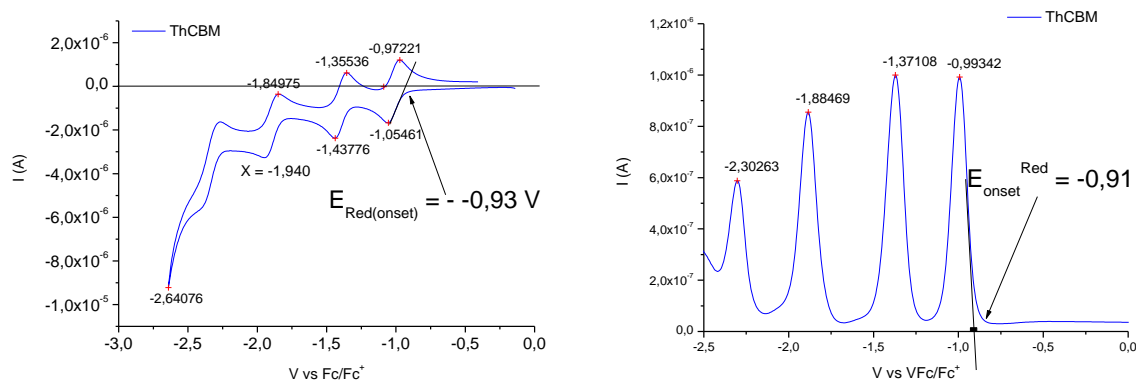 ThCBM
2,0x10⁻⁶
0,0
-2,0x10⁻⁶
-4,0x10⁻⁶
-6,0x10⁻⁶
-8,0x10⁻⁶
-1,0x10⁻⁵
I (A)
-0,97221
-1,35536
-1,84975
-1,05461
-1,43776
X = -1,940
E Red(onset) = - -0,93 V
-2,64076
-3,0 -2,5 -2,0 -1,5 -1,0 -0,5 0,0
V vs Fc/Fc⁺
ThCBM
1,2x10⁻⁶
1,0x10⁻⁶
8,0x10⁻⁷
6,0x10⁻⁷
4,0x10⁻⁷
2,0x10⁻⁷
0,0
I (A)
-1,37108
-0,99342
-1,88469
-2,30263
E onset Red = -0,91
-2,5 -2,0 -1,5 -1,0 -0,5 0,0
V vs VFc/Fc⁺